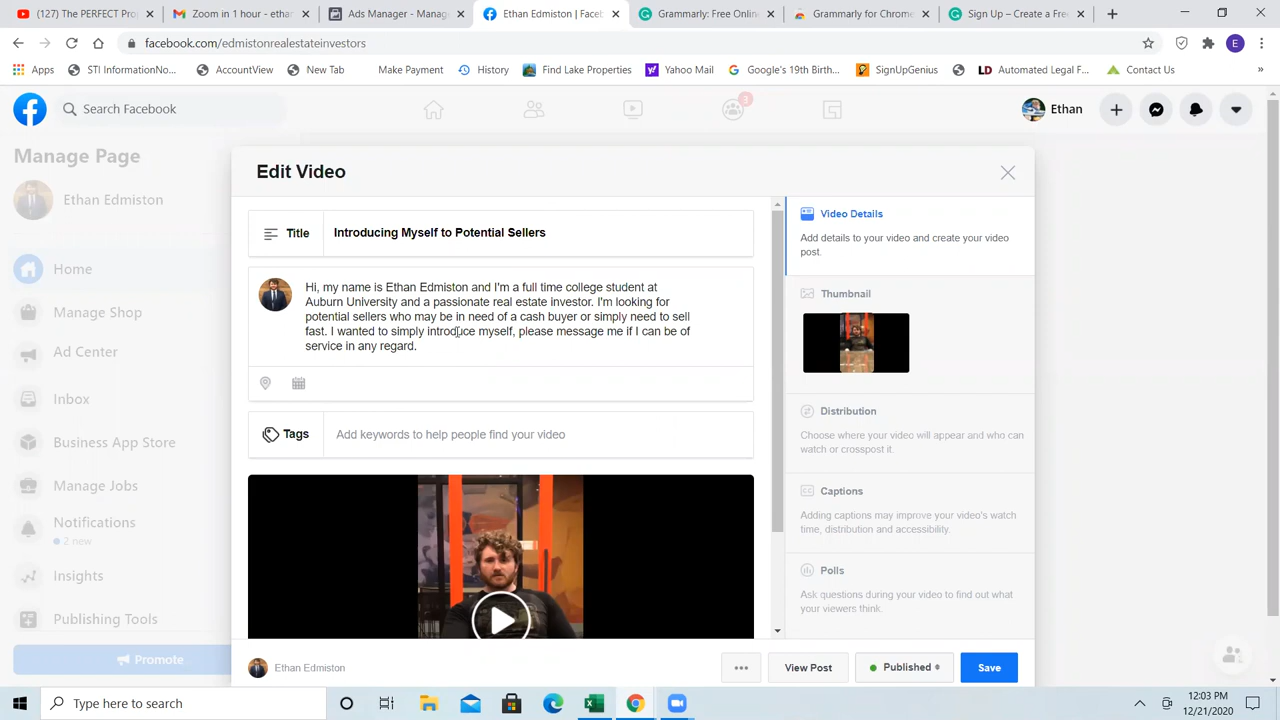 (127) The PERFECT Pro
Zoom in 1 hour - ethan
Ads Manager - Manag
Ethan Edmiston | Faceb
Grammarly: Free Online
Grammarly for Chrome
Sign Up – Create a Free
facebook.com/edmistonrealestateinvestors
E
Apps
STI InformationNo...
AccountView
New Tab
Make Payment
History
Find Lake Properties
Yahoo Mail
Google's 19th Birth...
SignUpGenius
LD Automated Legal F...
Contact Us
»
Search Facebook
3
Ethan
Manage Page
Ethan Edmiston
Home
Manage Shop
Ad Center
Inbox
Business App Store
Manage Jobs
Notifications
2 new
Insights
Publishing Tools
Promote
Edit Video
Title
Introducing Myself to Potential Sellers
Hi, my name is Ethan Edmiston and I'm a full time college student at
Auburn University and a passionate real estate investor. I'm looking for
potential sellers who may be in need of a cash buyer or simply need to sell
fast. I wanted to simply introduce myself, please message me if I can be of
service in any regard.
Tags
Add keywords to help people find your video
Video Details
Add details to your video and create your video
post.
Thumbnail
Distribution
Choose where your video will appear and who can
watch or crosspost it.
CC Captions
Adding captions may improve your video's watch
time, distribution and accessibility.
Polls
Ask questions during your video to find out what
your viewers think.
Ethan Edmiston
...
View Post
Published
Save
Type here to search
12:03 PM
12/21/2020